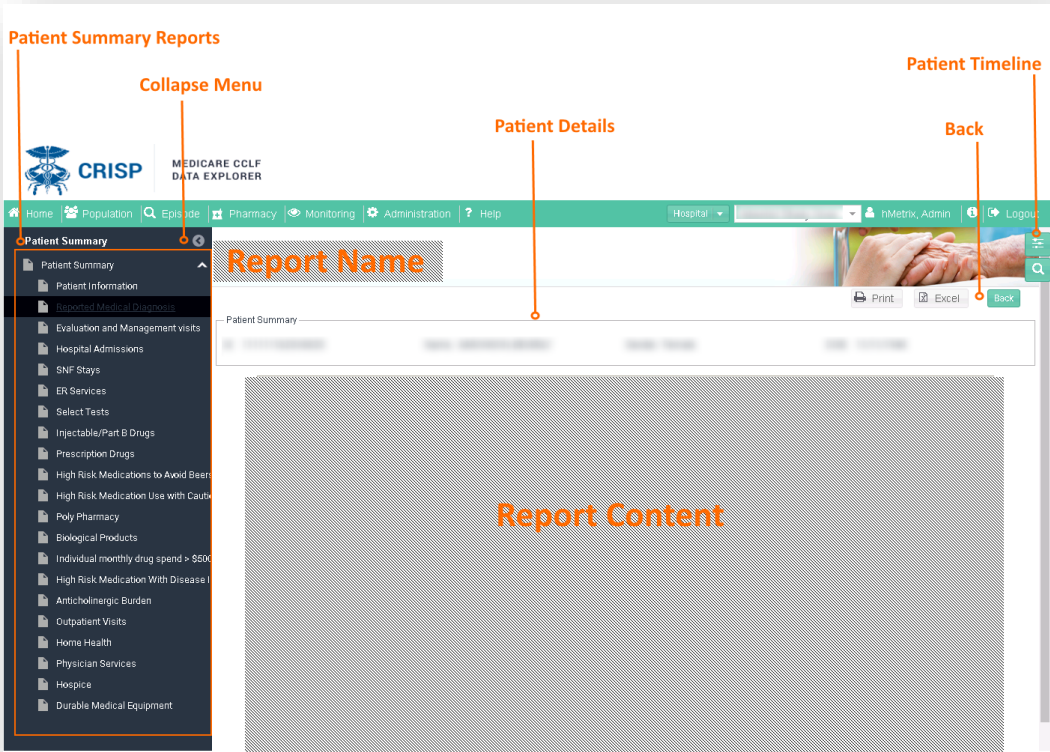 Patient Summary Reports
Patient Timeline
Collapse Menu
Patient Details
Back
CRISP
MEDICARE CCLF
DATA EXPLORER
Home Population Episode Pharmacy Monitoring Administration ? Help Hospital hMetrix, Admin Logout
Patient Summary
Report Name
Patient Summary
Patient Information
Print Excel Back
Reported Medical Diagnosis
Patient Summary
Evaluation and Management visits
Hospital Admissions
SNF Stays
ER Services
Select Tests
Injectable/Part B Drugs
Prescription Drugs
High Risk Medications to Avoid Beers
High Risk Medication Use with Cauti
Poly Pharmacy
Report Content
Biological Products
Individual monthly drug spend > $500
High Risk Medication With Disease I
Anticholinergic Burden
Outpatient Visits
Home Health
Physician Services
Hospice
Durable Medical Equipment